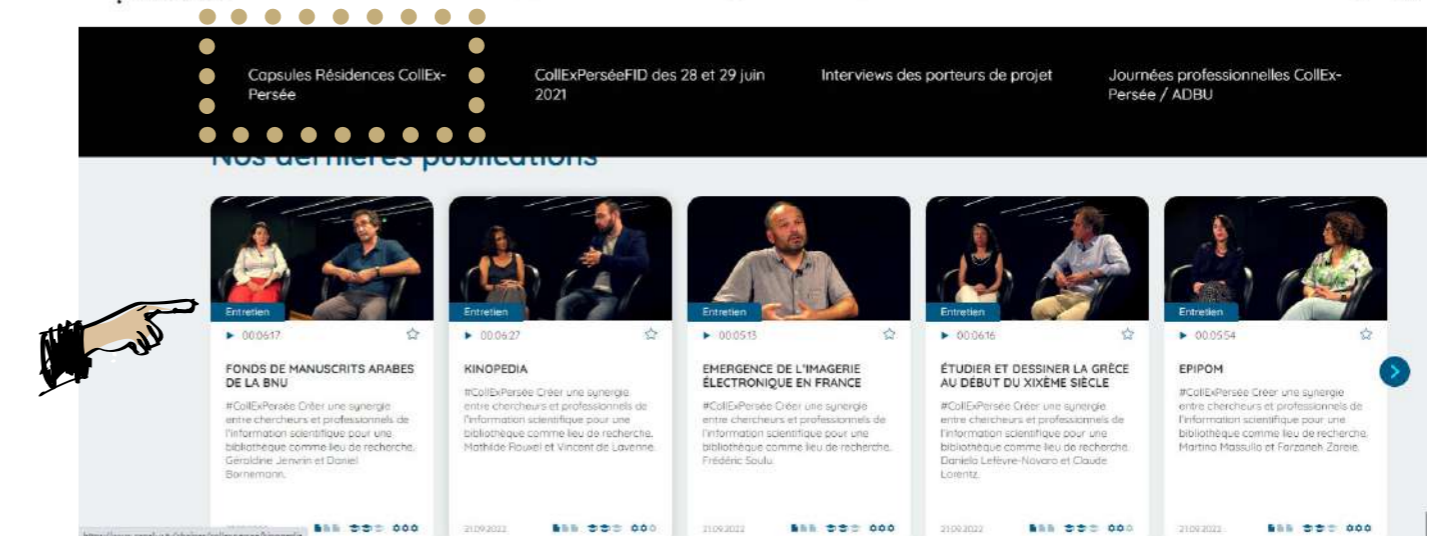 Capsules Résidences CollEx-
Persée
CollExPerséeFID des 28 et 29 juin
2021
Interviews des porteurs de projet
Journées professionnelles CollEx-
Persée / ADBU
Nos dernières publications
Entretien
00:06:17
FONDS DE MANUSCRITS ARABES
DE LA BNU
#CollExPersée Créer une synergie
entre chercheurs et professionnels de
l'information scientifique pour une
bibliothèque comme lieu de recherche.
Géraldine Jenvrin et Daniel
Bornemann.
Entretien
00:06:27
KINOPEDIA
#CollExPersée Créer une synergie
entre chercheurs et professionnels de
l'information scientifique pour une
bibliothèque comme lieu de recherche.
Mathilde Rouxel et Vincent de Lavenne.
21.09.2022
Entretien
00:05:13
EMERGENCE DE L'IMAGERIE
ÉLECTRONIQUE EN FRANCE
#CollExPersée Créer une synergie
entre chercheurs et professionnels de
l'information scientifique pour une
bibliothèque comme lieu de recherche.
Frédéric Soulu.
21.09.2022
Entretien
00:06:16
ÉTUDIER ET DESSINER LA GRÈCE
AU DÉBUT DU XIXÈME SIÈCLE
#CollExPersée Créer une synergie
entre chercheurs et professionnels de
l'information scientifique pour une
bibliothèque comme lieu de recherche.
Daniela Lefèvre-Novaro et Claude
Lorentz.
21.09.2022
Entretien
00:05:54
EPIPOM
#CollExPersée Créer une synergie
entre chercheurs et professionnels de
l'information scientifique pour une
bibliothèque comme lieu de recherche.
Martina Massullo et Farzaneh Zareie.
21.09.2022